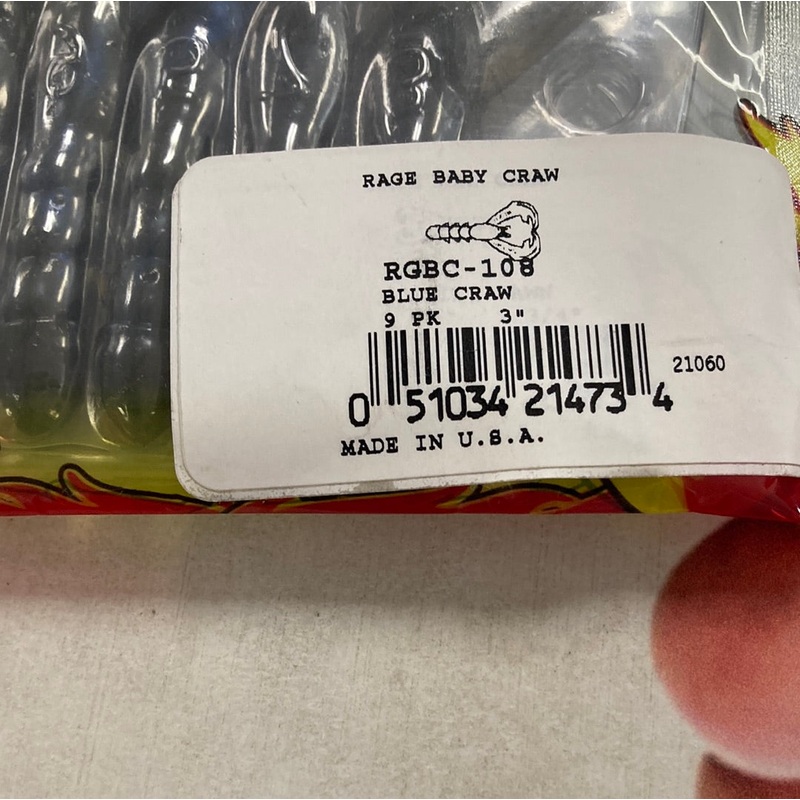 RAGE BABY CRAW
RGBC-108
BLUE CRAW
9 PK 3"
21060
0 51034 21473 4
MADE IN U.S.A.